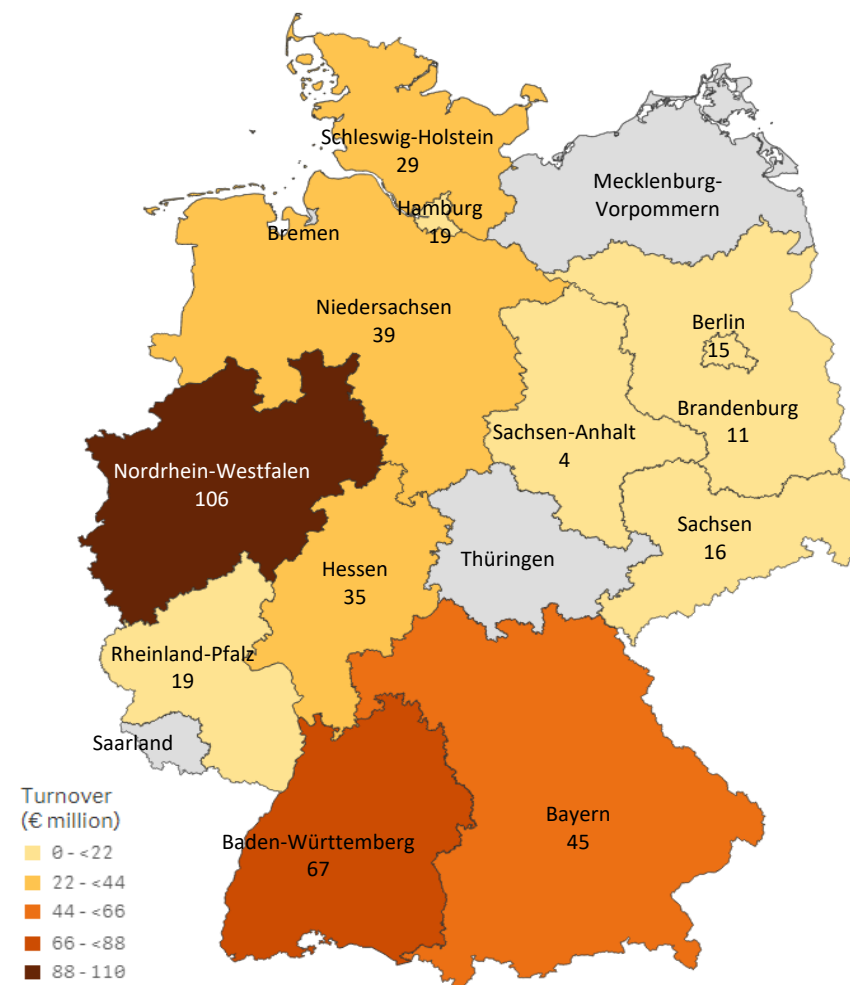 Schleswig-Holstein
29
Mecklenburg-
Vorpommern
Hamburg
19
Bremen
Niedersachsen
39
Berlin
15
Brandenburg
11
Sachsen-Anhalt
4
Nordrhein-Westfalen
106
Sachsen
16
Thüringen
Hessen
35
Rheinland-Pfalz
19
Saarland
Turnover
(€ million)
0 - <22
22 - <44
44 - <66
66 - <88
88 - 110
Baden-Württemberg
67
Bayern
45